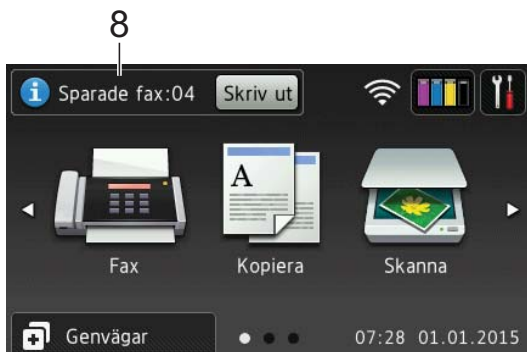 8
Sparade fax:04 Skriv ut
A
Fax Kopiera Skanna
Genvägar 07:28 01.01.2015